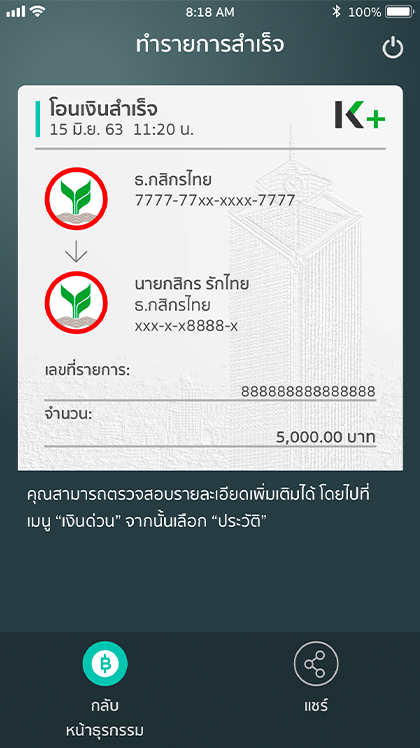 8:18 AM
100%
ทำรายการสำเร็จ
โอนเงินสำเร็จ
15 มิ.ย. 63 11:20 น.
K+
ธ.กสิกรไทย
7777-77xx-xxxx-7777
นายกสิกร รักไทย
ธ.กสิกรไทย
xxx-x-x8888-x
เลขที่รายการ:
888888888888888
จำนวน:
5,000.00 บาท
คุณสามารถตรวจสอบรายละเอียดเพิ่มเติมได้ โดยไปที่
เมนู “เงินด่วน” จากนั้นเลือก “ประวัติ”
กลับ
หน้าธุรกรรม
แชร์